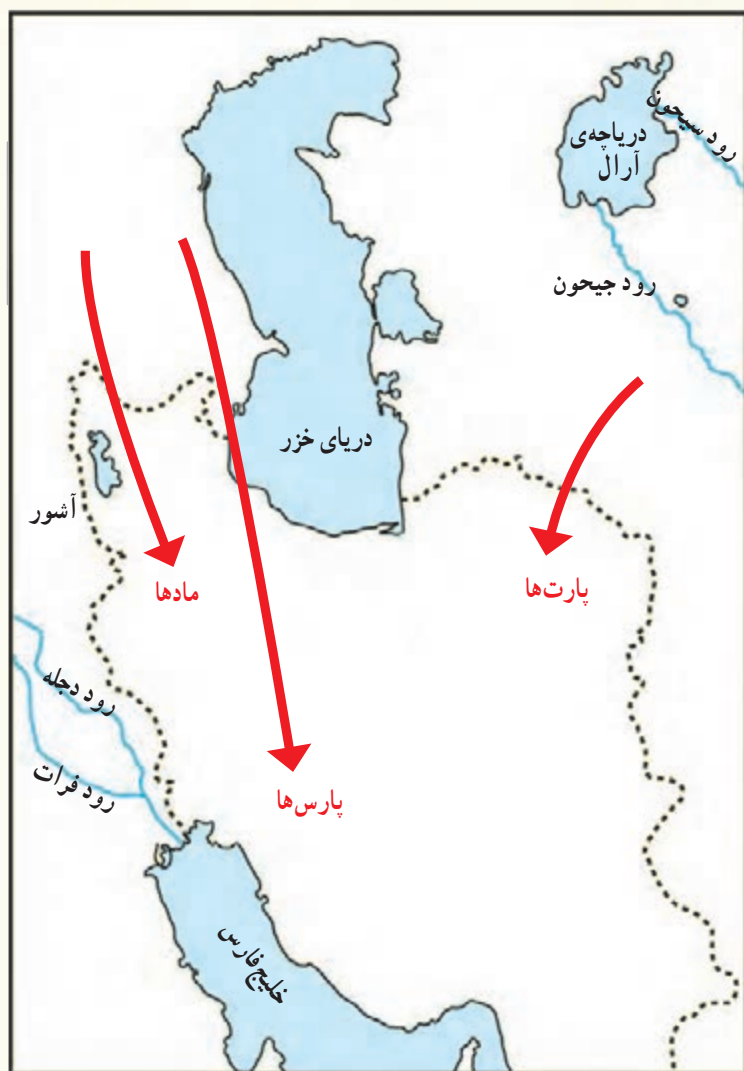 دریاچه‌ی
آرال
رود سیحون
رود جیحون
دریای خزر
آشور
مادها
پارت‌ها
رود دجله
رود فرات
پارس‌ها
خلیج فارس